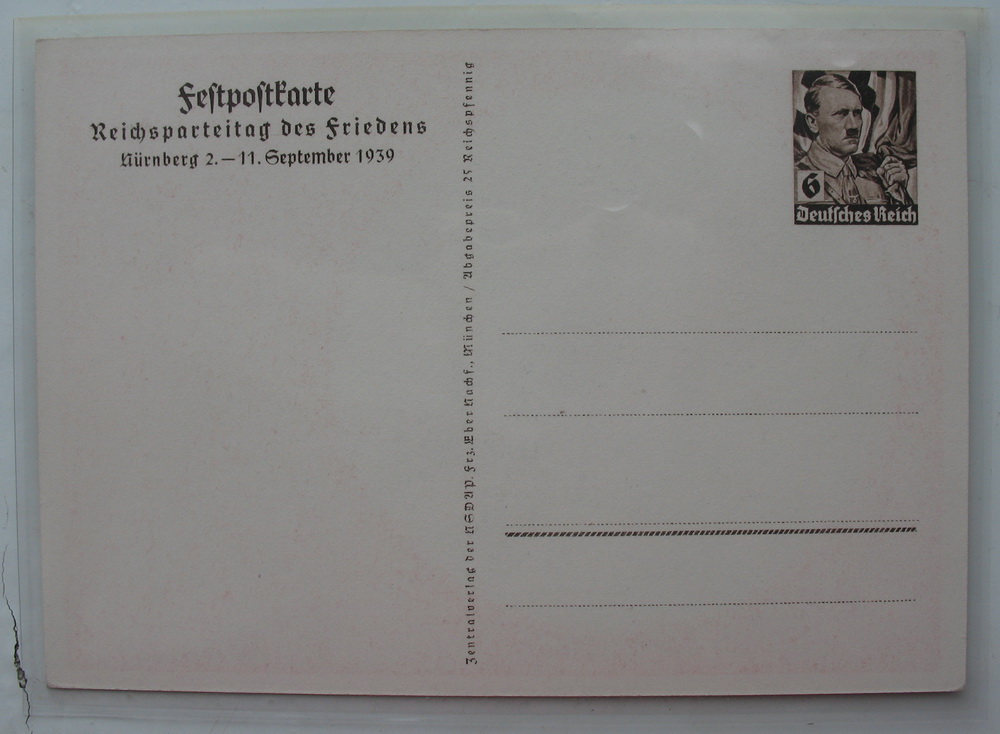 Festpostkarte
Reichsparteitag des Friedens
Nürnberg 2.–11. September 1939
Zentralverlag der NSDAP. Frz. Eher Nachf., München / Abgabepreis 25 Reichspfennig
6
Deutsches Reich